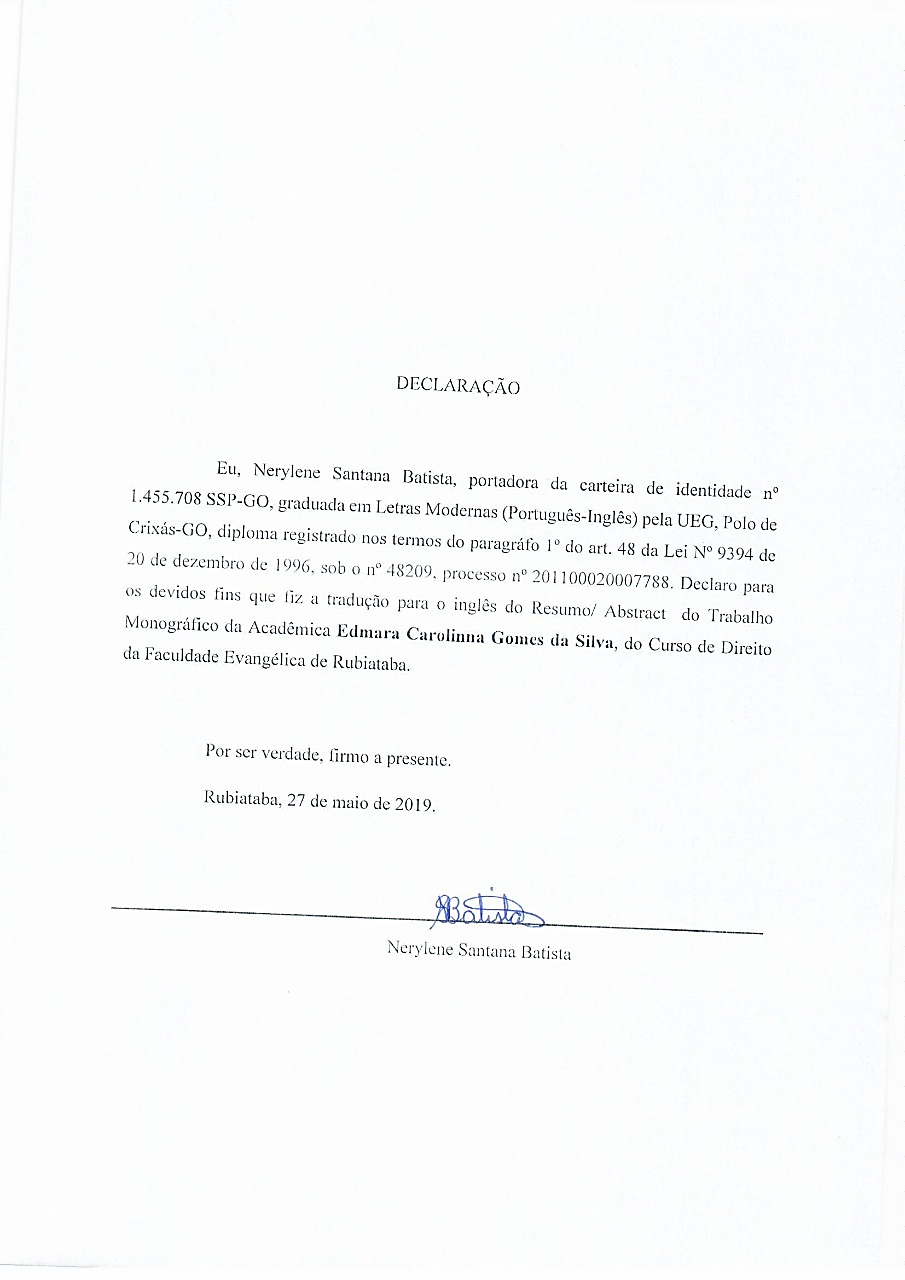 DECLARAÇÃO
Eu, Nerylene Santana Batista, portadora da carteira de identidade nº
1.455.708 SSP-GO, graduada em Letras Modernas (Português-Inglês) pela UEG, Polo de
Crixás-GO, diploma registrado nos termos do paragráfo 1º do art. 48 da Lei Nº 9394 de
20 de dezembro de 1996, sob o nº 48209, processo nº 201100020007788. Declaro para
os devidos fins que fiz a tradução para o inglês do Resumo/ Abstract do Trabalho
Monográfico da Acadêmica Edmara Carolinna Gomes da Silva, do Curso de Direito
da Faculdade Evangélica de Rubiataba.
Por ser verdade, firmo a presente.
Rubiataba, 27 de maio de 2019.
NSBatista
Nerylene Santana Batista